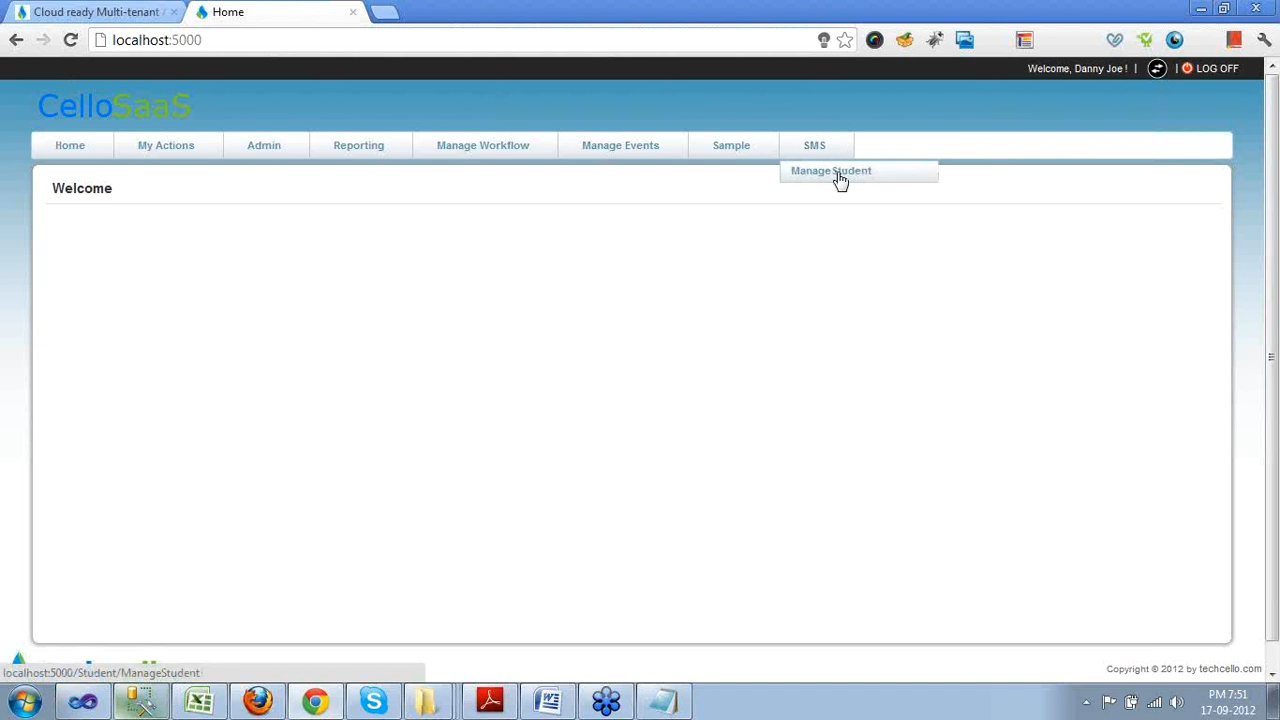 Cloud ready Multi-tenant
Home
localhost:5000
Welcome, Danny Joe ! | | LOG OFF
CelloSaaS
Home My Actions Admin Reporting Manage Workflow Manage Events Sample SMS
ManageStudent
Welcome
Copyright © 2012 by techcello.com
localhost:5000/Student/ManageStudent
PM 7:51
17-09-2012